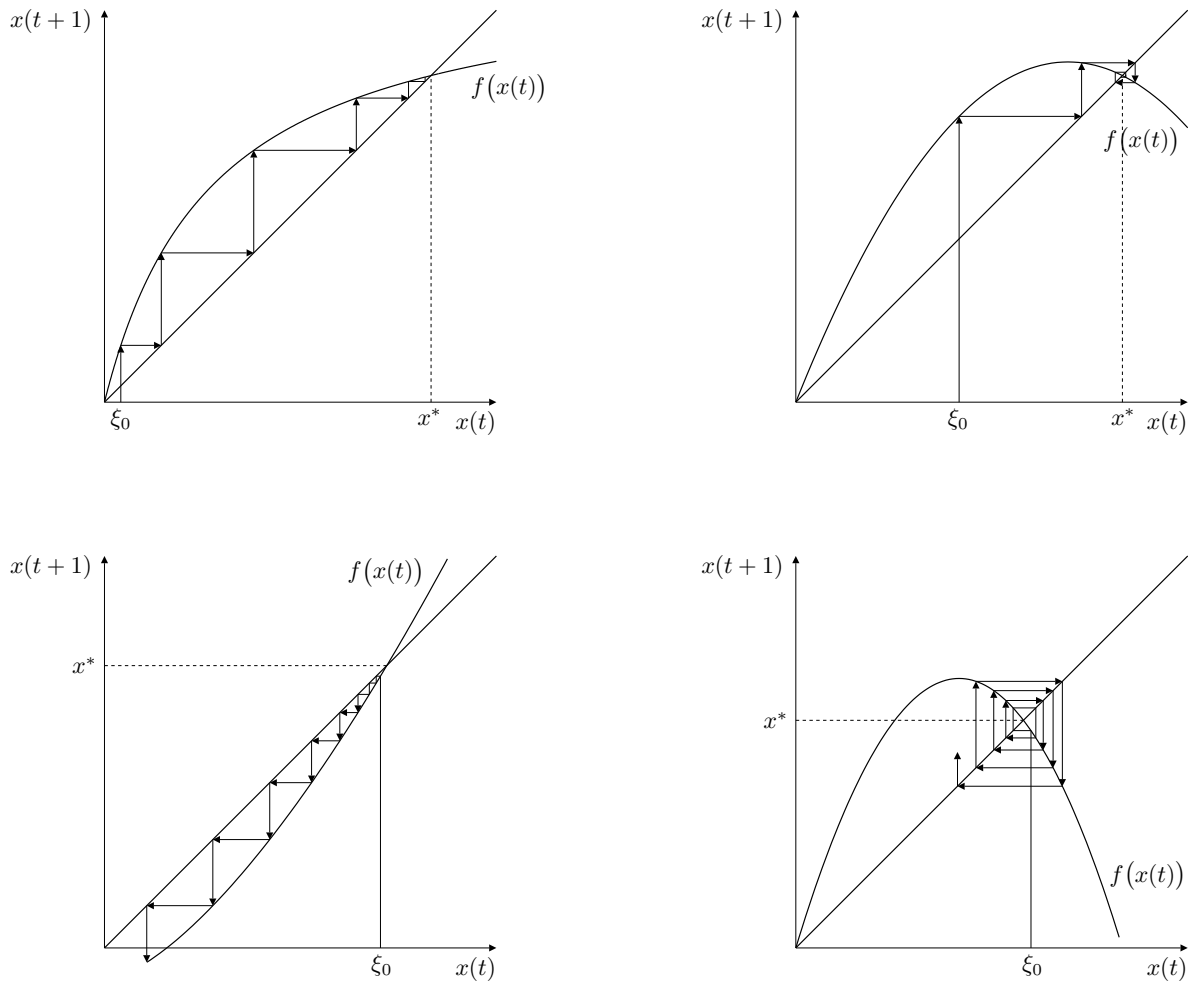 x(t + 1)
f(x(t))
ξ₀
x*
x(t)
x(t + 1)
f(x(t))
ξ₀
x*
x(t)
x(t + 1)
f(x(t))
x*
ξ₀
x(t)
x(t + 1)
x*
f(x(t))
ξ₀
x(t)